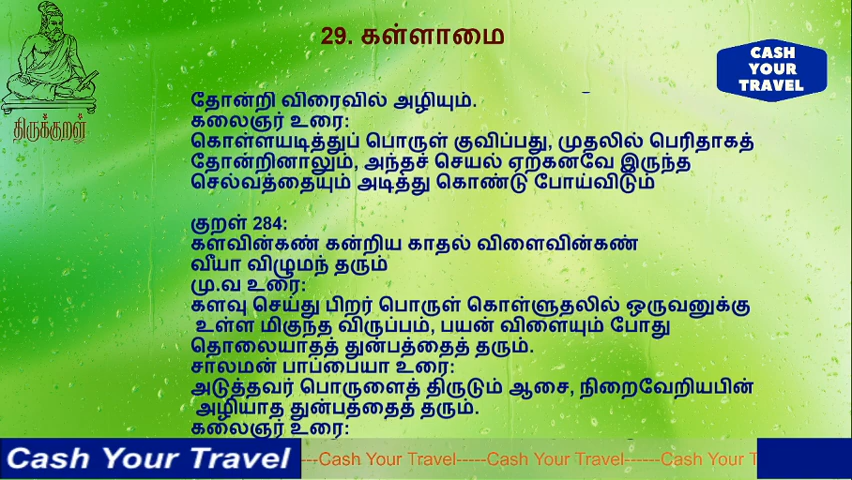 29. கள்ளாமை
CASH
YOUR
TRAVEL
திருக்குறள்
தோன்றி விரைவில் அழியும்.
கலைஞர் உரை:
கொள்ளயடித்துப் பொருள் குவிப்பது, முதலில் பெரிதாகத்
தோன்றினாலும், அந்தச் செயல் ஏற்கனவே இருந்த
செல்வத்தையும் அடித்து கொண்டு போய்விடும்
குறள் 284:
களவின்கண் கன்றிய காதல் விளைவின்கண்
வீயா விழுமந் தரும்
மு.வ உரை:
களவு செய்து பிறர் பொருள் கொள்ளுதலில் ஒருவனுக்கு
உள்ள மிகுந்த விருப்பம், பயன் விளையும் போது
தொலையாதத் துன்பத்தைத் தரும்.
சாலமன் பாப்பையா உரை:
அடுத்தவர் பொருளைத் திருடும் ஆசை, நிறைவேறியபின்
அழியாத துன்பத்தைத் தரும்.
கலைஞர் உரை:
Cash Your Travel
---Cash Your Travel-----Cash Your Travel------Cash Your T